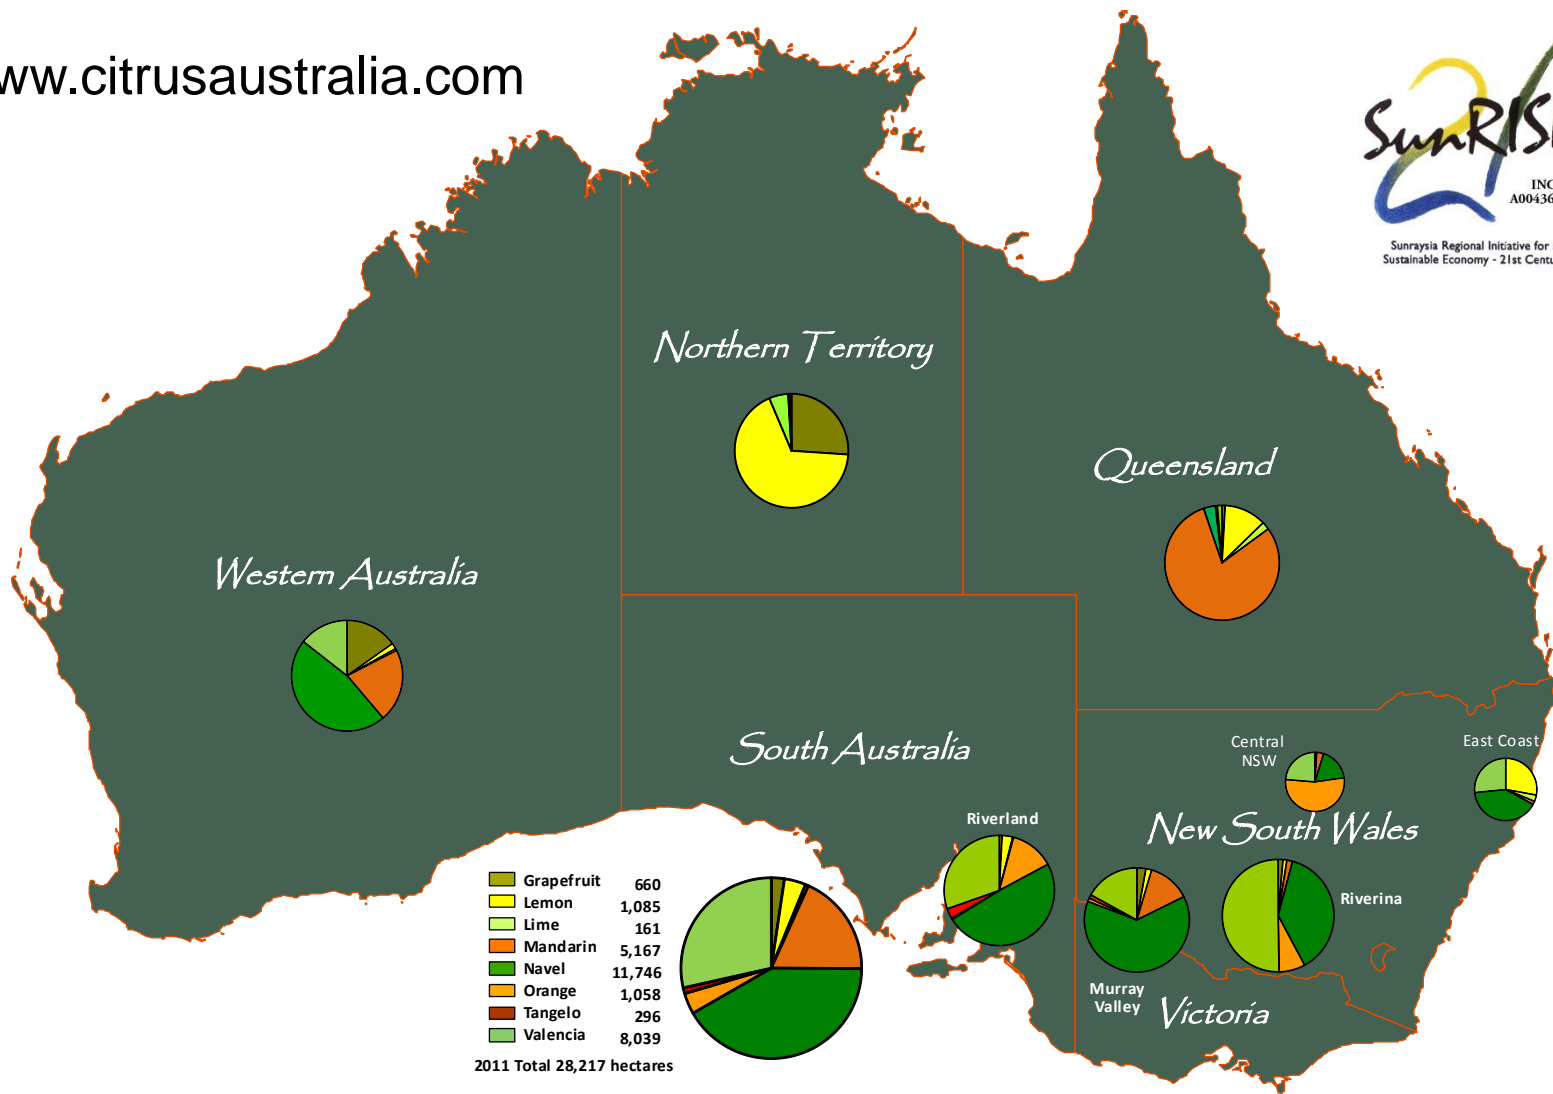 ww.citrusaustralia.com
SunRISE
INC
A00436
Sunraysia Regional Initiative for
Sustainable Economy - 21st Centu
Northern Territory
Queensland
Western Australia
South Australia
Central
NSW
East Coast
New South Wales
Riverland
Riverina
Murray
Valley
Victoria
Grapefruit 660
Lemon 1,085
Lime 161
Mandarin 5,167
Navel 11,746
Orange 1,058
Tangelo 296
Valencia 8,039
2011 Total 28,217 hectares